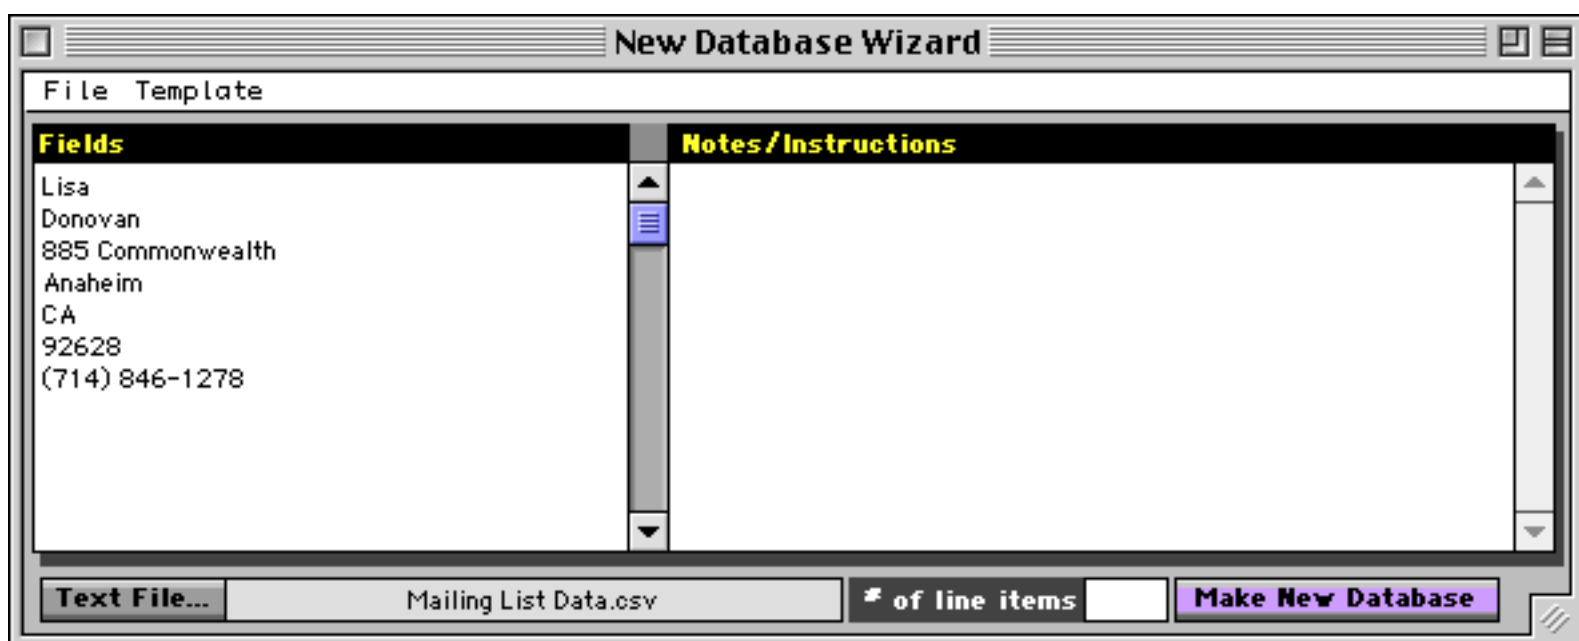 New Database Wizard
File Template
Fields
Notes/Instructions
Lisa
Donovan
885 Commonwealth
Anaheim
CA
92628
(714) 846-1278
Text File...
Mailing List Data.csv
# of line items
Make New Database